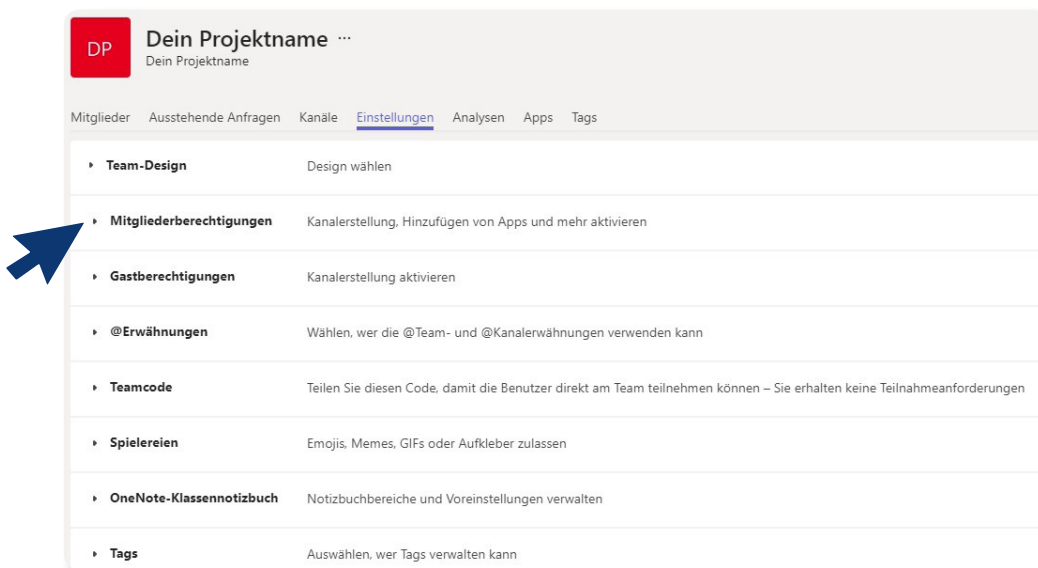 DP
Dein Projektname ...
Dein Projektname
Mitglieder Ausstehende Anfragen Kanäle Einstellungen Analysen Apps Tags
Team-Design Design wählen
Mitgliederberechtigungen Kanalerstellung, Hinzufügen von Apps und mehr aktivieren
Gastberechtigungen Kanalerstellung aktivieren
@Erwähnungen Wählen, wer die @Team- und @Kanalerwähnungen verwenden kann
Teamcode Teilen Sie diesen Code, damit die Benutzer direkt am Team teilnehmen können – Sie erhalten keine Teilnahmeanforderungen
Spielereien Emojis, Memes, GIFs oder Aufkleber zulassen
OneNote-Klassennotizbuch Notizbuchbereiche und Voreinstellungen verwalten
Tags Auswählen, wer Tags verwalten kann